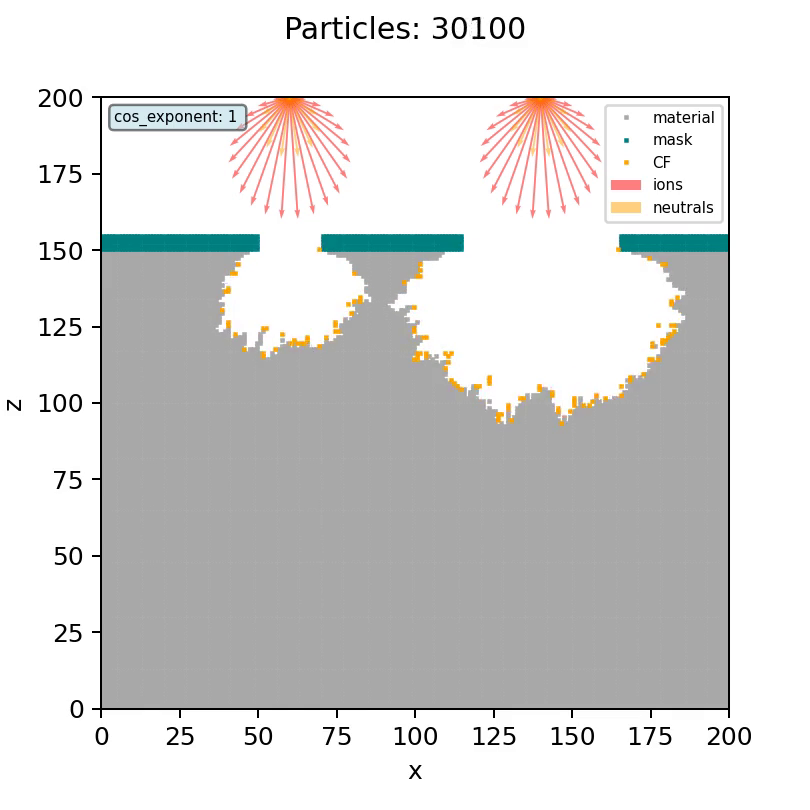 Particles: 30100
cos_exponent: 1
material
mask
CF
ions
neutrals
200
175
150
125
100
75
50
25
0
z
0 25 50 75 100 125 150 175 200
x